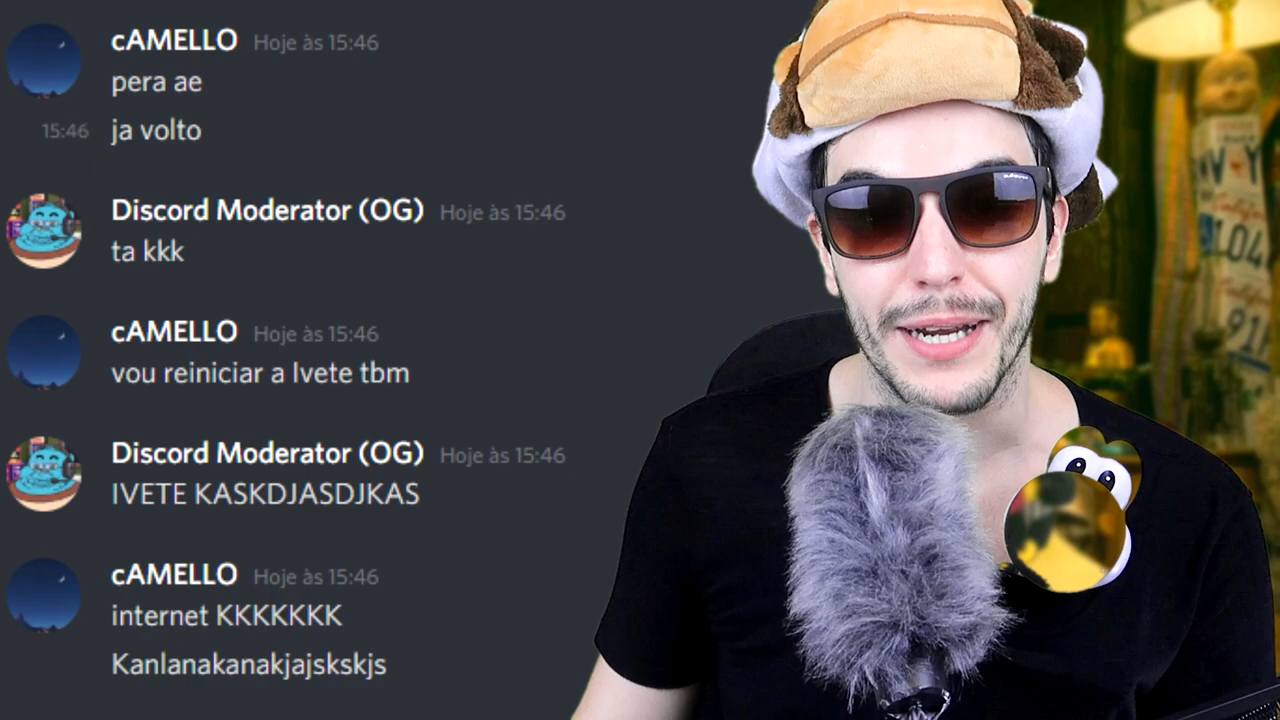 cAMELLO Hoje às 15:46
pera ae
15:46 ja volto
Discord Moderator (OG) Hoje às 15:46
ta kkk
cAMELLO Hoje às 15:46
vou reiniciar a Ivete tbm
Discord Moderator (OG) Hoje às 15:46
IVETE KASKDJASDJKAS
cAMELLO Hoje às 15:46
internet KKKKKKK
Kanlanakanakjajskskjs